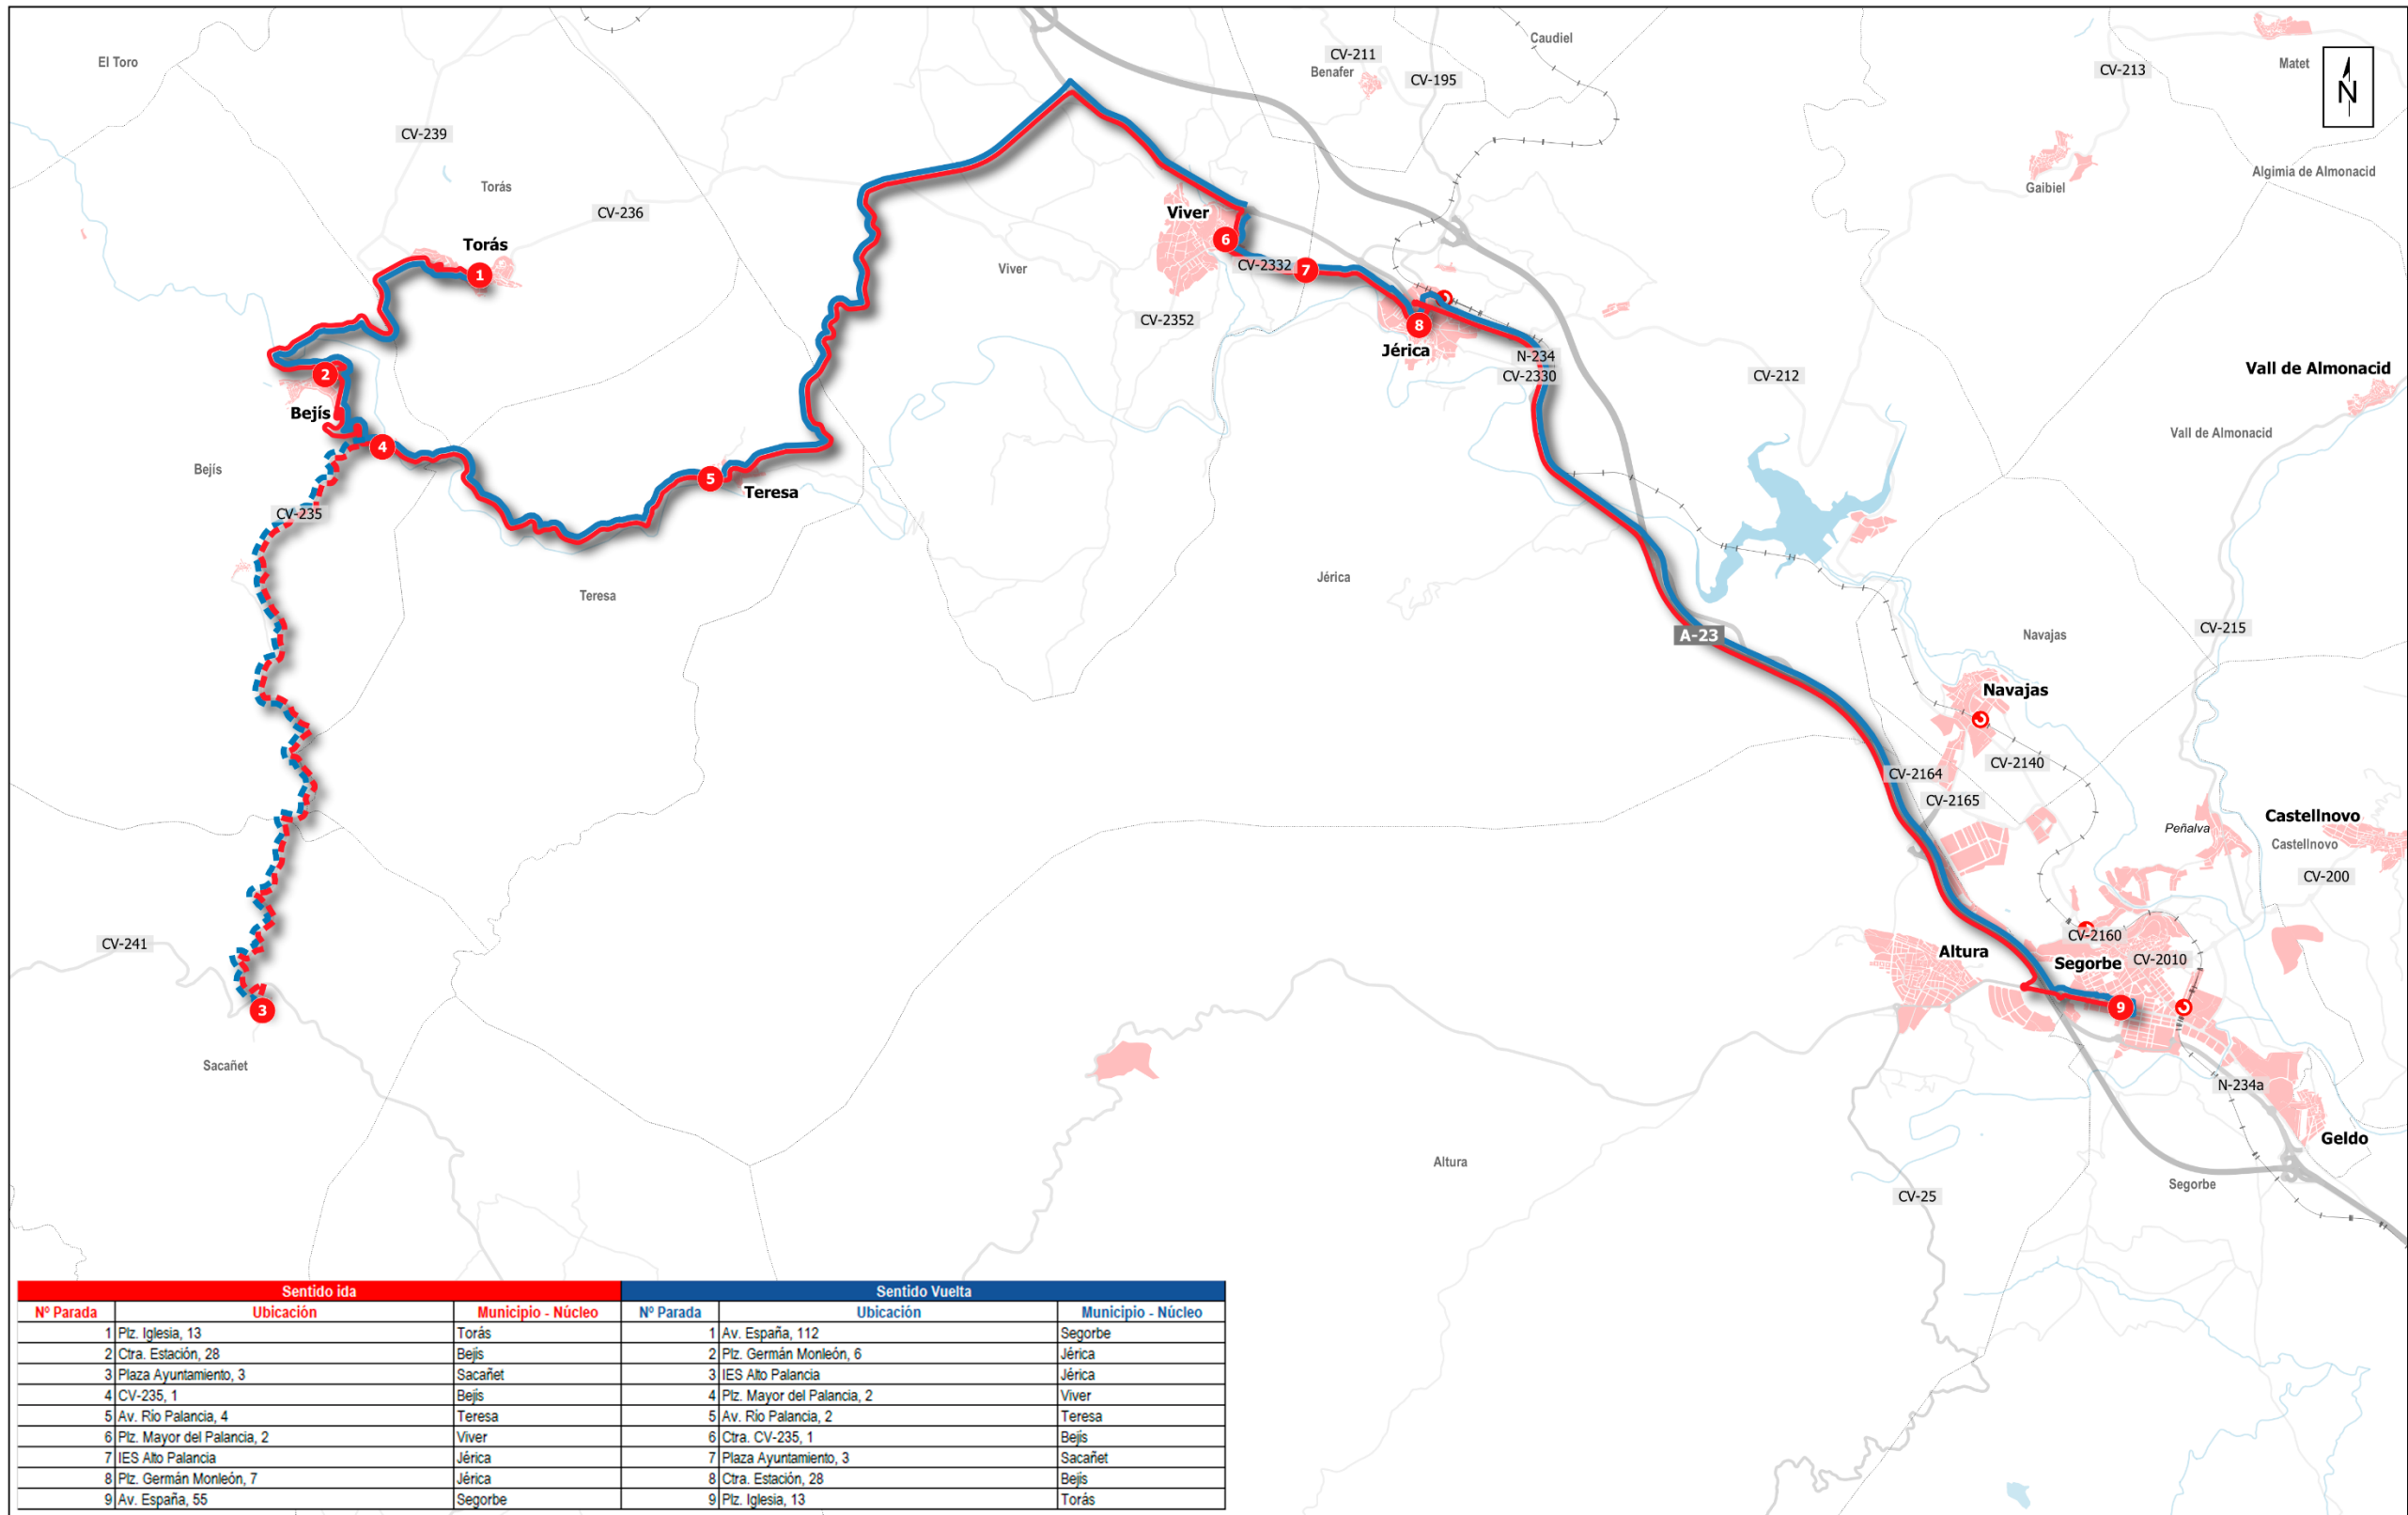 El Toro
CV-211
Benafer
CV-195
Caudiel
CV-213
Matet
N
CV-239
Torás
CV-236
Torás
1
Viver
6
Viver
CV-2332
7
CV-2352
8
Jérica
N-234
CV-2330
CV-212
Gaibiel
Algimia de Almonacid
Vall de Almonacid
Vall de Almonacid
2
Bejís
4
Bejís
CV-235
5
Teresa
Teresa
Jérica
A-23
Navajas
CV-215
Navajas
CV-2140
CV-2164
CV-2165
Peñalva
Castellnovo
Castellnovo
CV-200
CV-241
3
Sacañet
Altura
CV-2160
Segorbe
CV-2010
9
N-234a
Geldo
Altura
CV-25
Segorbe
Sentido ida Sentido Vuelta
Nº Parada Ubicación Municipio - Núcleo Nº Parada Ubicación Municipio - Núcleo
1 Plz. Iglesia, 13 Torás 1 Av. España, 112 Segorbe
2 Ctra. Estación, 28 Bejís 2 Plz. Germán Monleón, 6 Jérica
3 Plaza Ayuntamiento, 3 Sacañet 3 IES Alto Palancia Jérica
4 CV-235, 1 Bejís 4 Plz. Mayor del Palancia, 2 Viver
5 Av. Río Palancia, 4 Teresa 5 Av. Río Palancia, 2 Teresa
6 Plz. Mayor del Palancia, 2 Viver 6 Ctra. CV-235, 1 Bejís
7 IES Alto Palancia Jérica 7 Plaza Ayuntamiento, 3 Sacañet
8 Plz. Germán Monleón, 7 Jérica 8 Ctra. Estación, 28 Bejís
9 Av. España, 55 Segorbe 9 Plz. Iglesia, 13 Torás